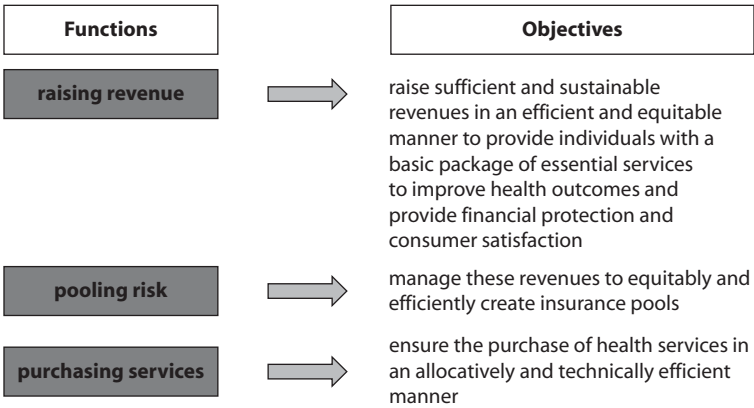 Functions
Objectives
raising revenue
raise sufficient and sustainable
revenues in an efficient and equitable
manner to provide individuals with a
basic package of essential services
to improve health outcomes and
provide financial protection and
consumer satisfaction
pooling risk
manage these revenues to equitably and
efficiently create insurance pools
purchasing services
ensure the purchase of health services in
an allocatively and technically efficient
manner